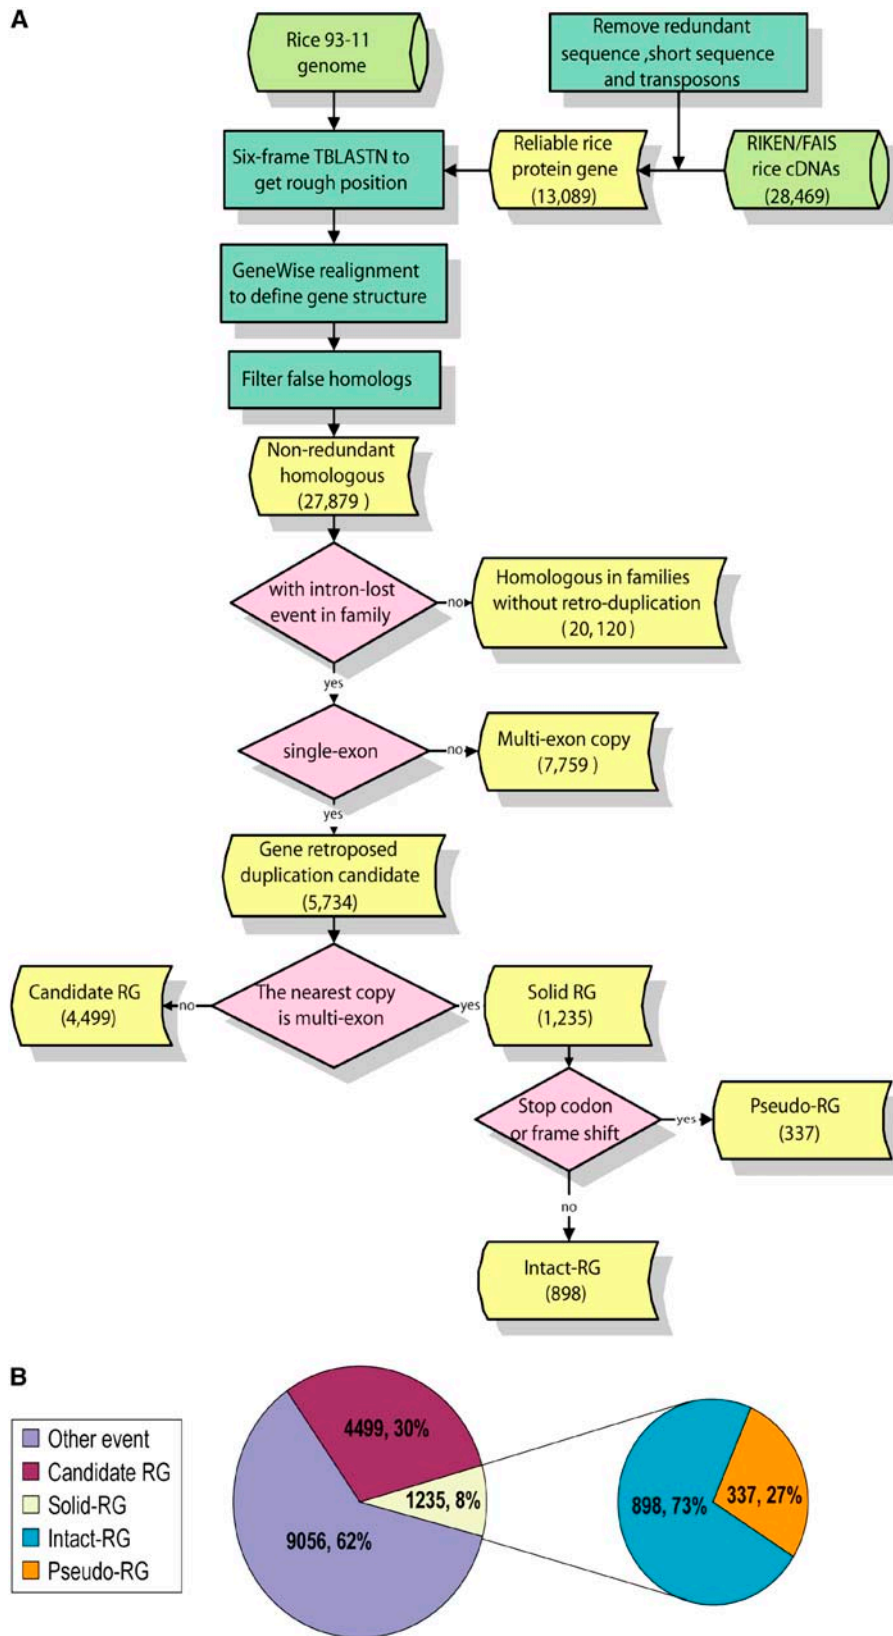 A
Rice 93-11
genome
Remove redundant
sequence ,short sequence
and transposons
Six-frame TBLASTN to
get rough position
Reliable rice
protein gene
(13,089)
RIKEN/FAIS
rice cDNAs
(28,469)
GeneWise realignment
to define gene structure
Filter false homologs
Non-redundant
homologous
(27,879 )
with intron-lost
event in family
no
Homologous in families
without retro-duplication
(20,120 )
yes
single-exon
no
Multi-exon copy
(7,759 )
yes
Gene retroposed
duplication candidate
(5,734)
Candidate RG
(4,499)
no
The nearest copy
is multi-exon
yes
Solid RG
(1,235)
Stop codon
or frame shift
yes
Pseudo-RG
(337)
no
Intact-RG
(898)
B
Other event
Candidate RG
Solid-RG
Intact-RG
Pseudo-RG
4499, 30%
1235, 8%
9056, 62%
898, 73%
337, 27%